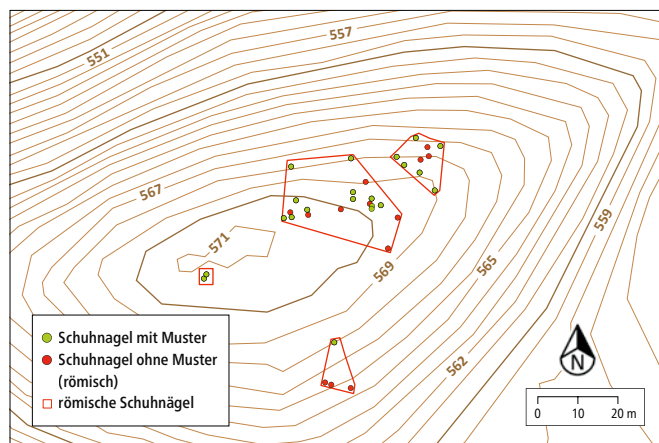 551
557
567
571
569
565
559
562
Schuhnagel mit Muster
Schuhnagel ohne Muster
(römisch)
römische Schuhnägel
N
0 10 20 m